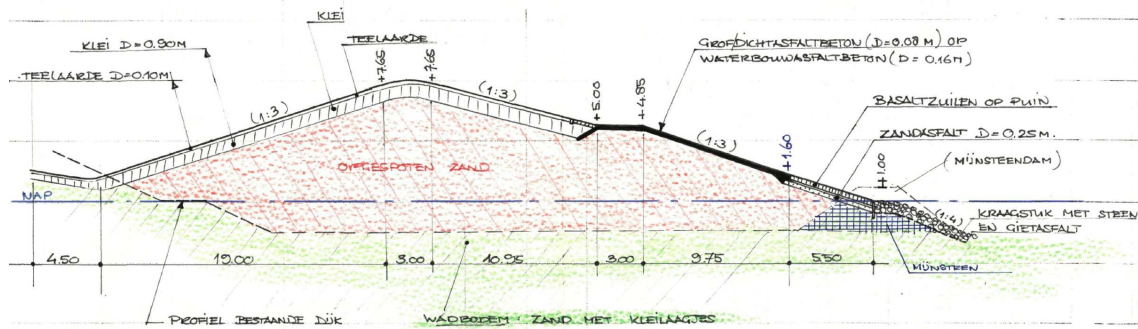 KLEI
KLEI D=0.90M
TEELAARDE
TEELAARDE D=0.10M
+7.65
+7.65
(1:3)
(1:3)
+5.00
+4.85
GROFDICHTASFALTBETON (D=0.08 M) OP
WATERBOUWASFALTBETON (D= 0.16M)
BASALTZUILEN OP PUIN
ZANDASFALT D=0.25M.
(MIJNSTEENDAM)
(1:3)
+1.60
+1.00
OPGESPOTEN ZAND
NAP
(1:4)
KRAAGSTUK MET STEEN
EN GIETASFALT
MIJNSTEEN
4.50
19.00
3.00
10.95
3.00
9.75
5.50
PROFIEL BESTAANDE DIJK
WADBODEM : ZAND MET KLEILAAGJES